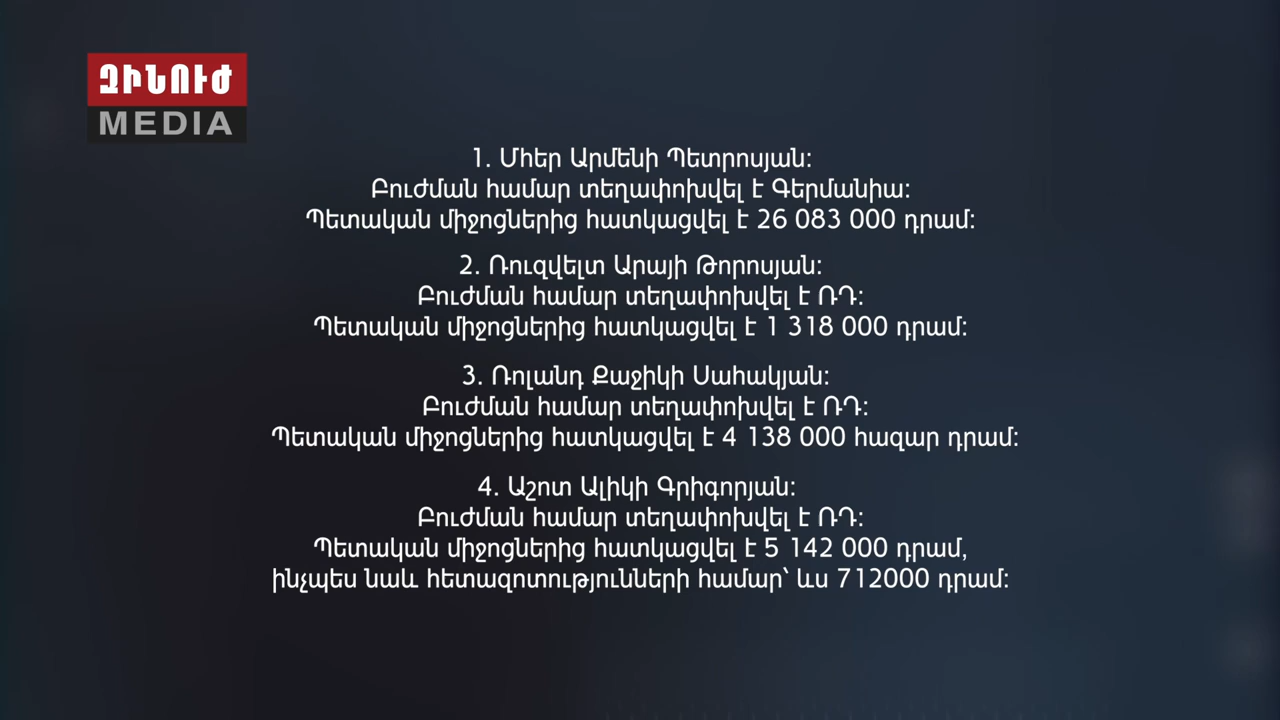 ԶԻՆՈՒԺ
MEDIA
1. Մհեր Արմենի Պետրոսյան:
Բուժման համար տեղափոխվել է Գերմանիա:
Պետական միջոցներից հատկացվել է 26 083 000 դրամ:
2. Ռուզվելտ Արայի Թորոսյան:
Բուժման համար տեղափոխվել է ՌԴ:
Պետական միջոցներից հատկացվել է 1 318 000 դրամ:
3. Ռոլանդ Քաջիկի Սահակյան:
Բուժման համար տեղափոխվել է ՌԴ:
Պետական միջոցներից հատկացվել է 4 138 000 հազար դրամ:
4. Աշոտ Ալիկի Գրիգորյան:
Բուժման համար տեղափոխվել է ՌԴ:
Պետական միջոցներից հատկացվել է 5 142 000 դրամ,
ինչպես նաև հետազոտությունների համար՝ ևս 712000 դրամ: